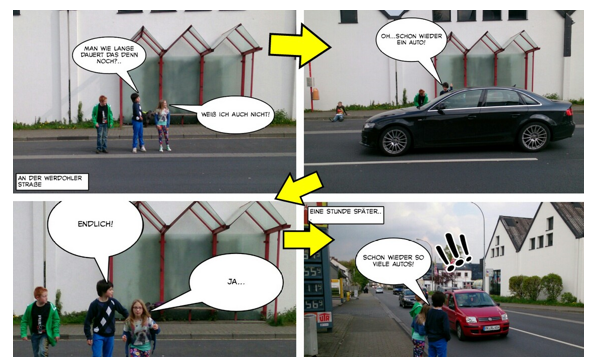 MAN WIE LANGE
DAUERT DAS DENN
NOCH?..
WEIß ICH AUCH NICHT!
AN DER WERDOHLER
STRAßE
OH...SCHON WIEDER
EIN AUTO!
ENDLICH!
JA...
EINE STUNDE SPÄTER..
SCHON WIEDER SO
VIELE AUTOS!
!!!